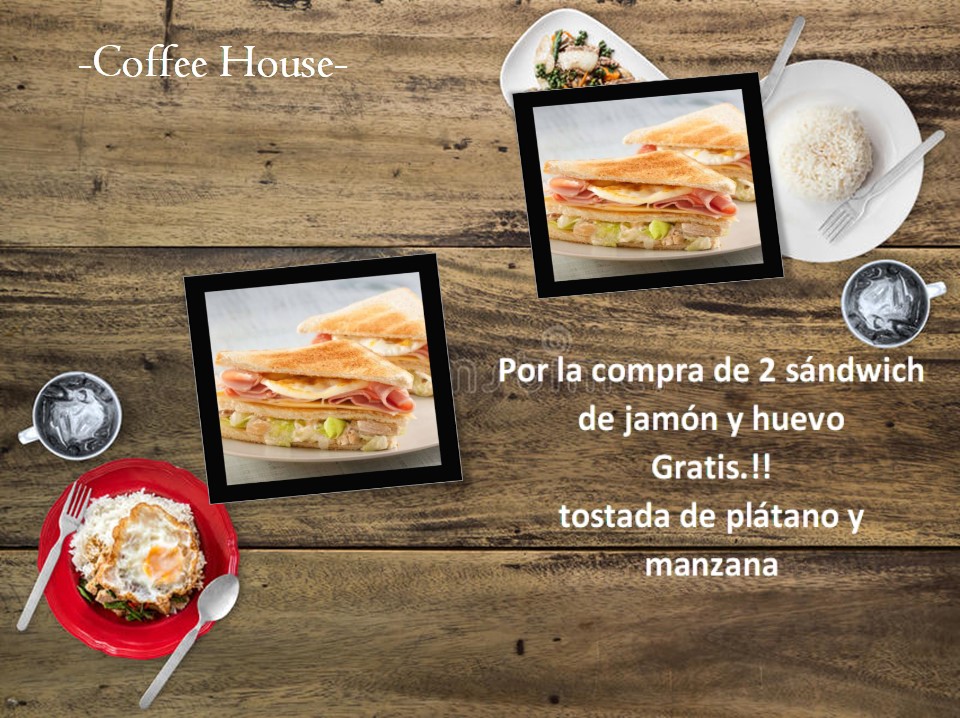 -Coffee House-
Por la compra de 2 sándwich
de jamón y huevo
Gratis.!!
tostada de plátano y
manzana